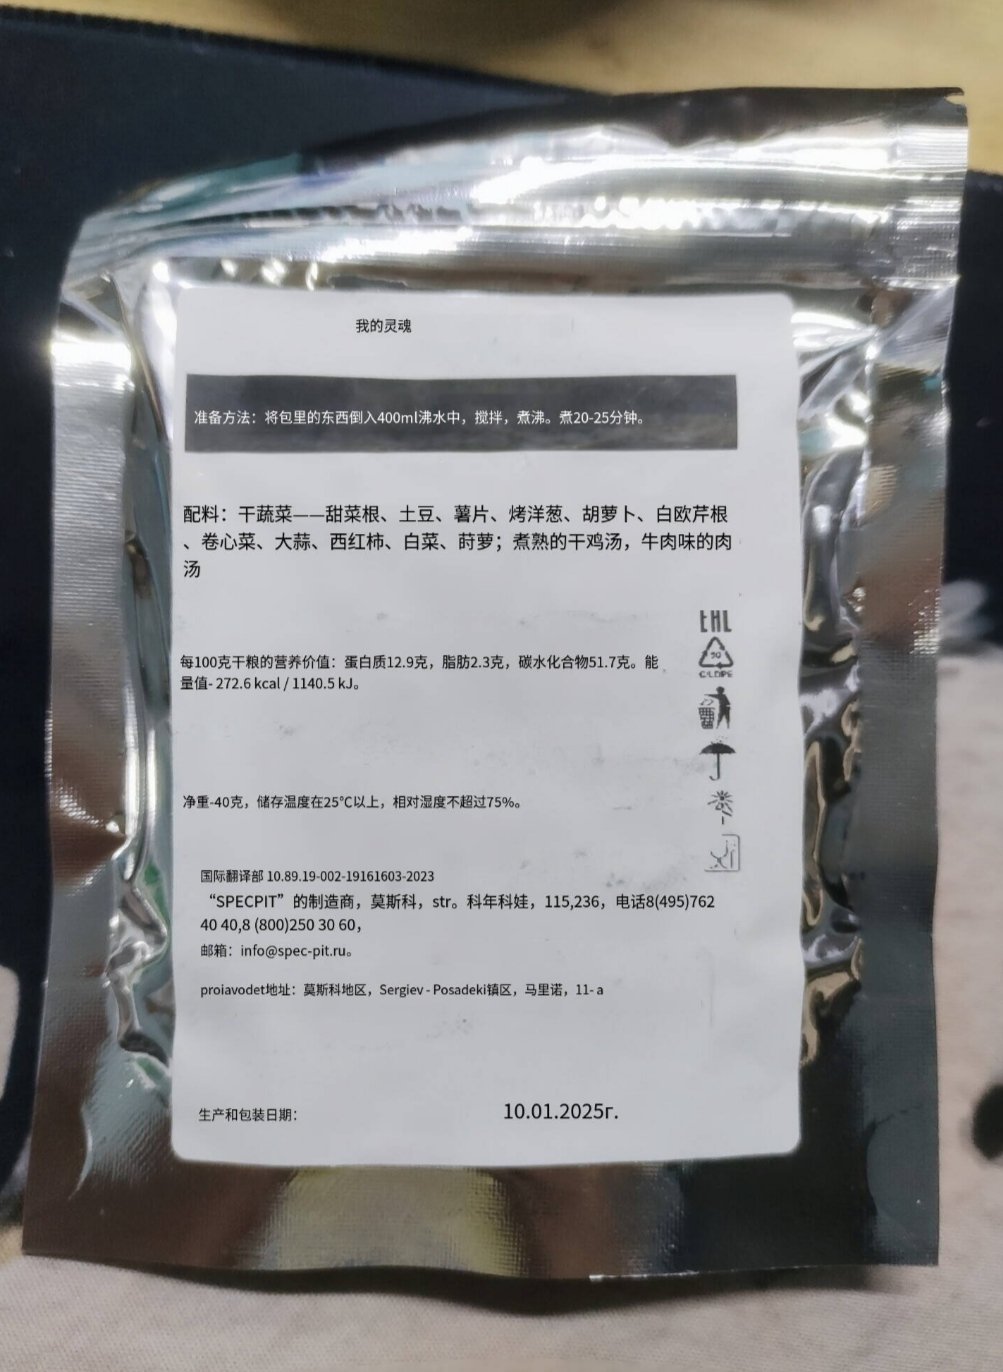 我的灵魂
准备方法：将包里的东西倒入400ml沸水中，搅拌，煮沸。煮20-25分钟。
配料：干蔬菜——甜菜根、土豆、薯片、烤洋葱、胡萝卜、白欧芹根
、卷心菜、大蒜、西红柿、白菜、莳萝；煮熟的干鸡汤，牛肉味的肉
汤
EAC
每100克干粮的营养价值：蛋白质12.9克，脂肪2.3克，碳水化合物51.7克。能
量值- 272.6 kcal / 1140.5 kJ。
C/LDPE
净重-40克，储存温度在25℃以上，相对湿度不超过75%。
国际翻译部 10.89.19-002-19161603-2023
“SPECPIT”的制造商，莫斯科，str。科年科娃，115,236，电话8(495)762
40 40,8 (800)250 30 60，
邮箱：info@spec-pit.ru。
proiavodet地址：莫斯科地区，Sergiev - Posadeki镇区，马里诺，11- a
生产和包装日期： 10.01.2025г.